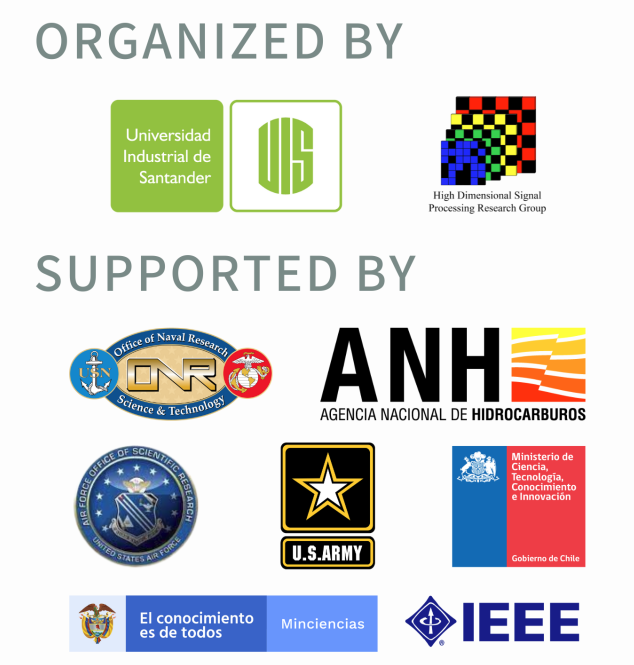 ORGANIZED BY
Universidad
Industrial de
Santander
UIS
High Dimensional Signal
Processing Research Group
SUPPORTED BY
Office of Naval Research
USN
ONR
Science & Technology
ANH
AGENCIA NACIONAL DE HIDROCARBUROS
AIR FORCE OFFICE OF SCIENTIFIC RESEARCH
UNITED STATES AIR FORCE
U.S.ARMY
Ministerio de
Ciencia,
Tecnología,
Conocimiento
e Innovación
Gobierno de Chile
El conocimiento
es de todos
Minciencias
IEEE